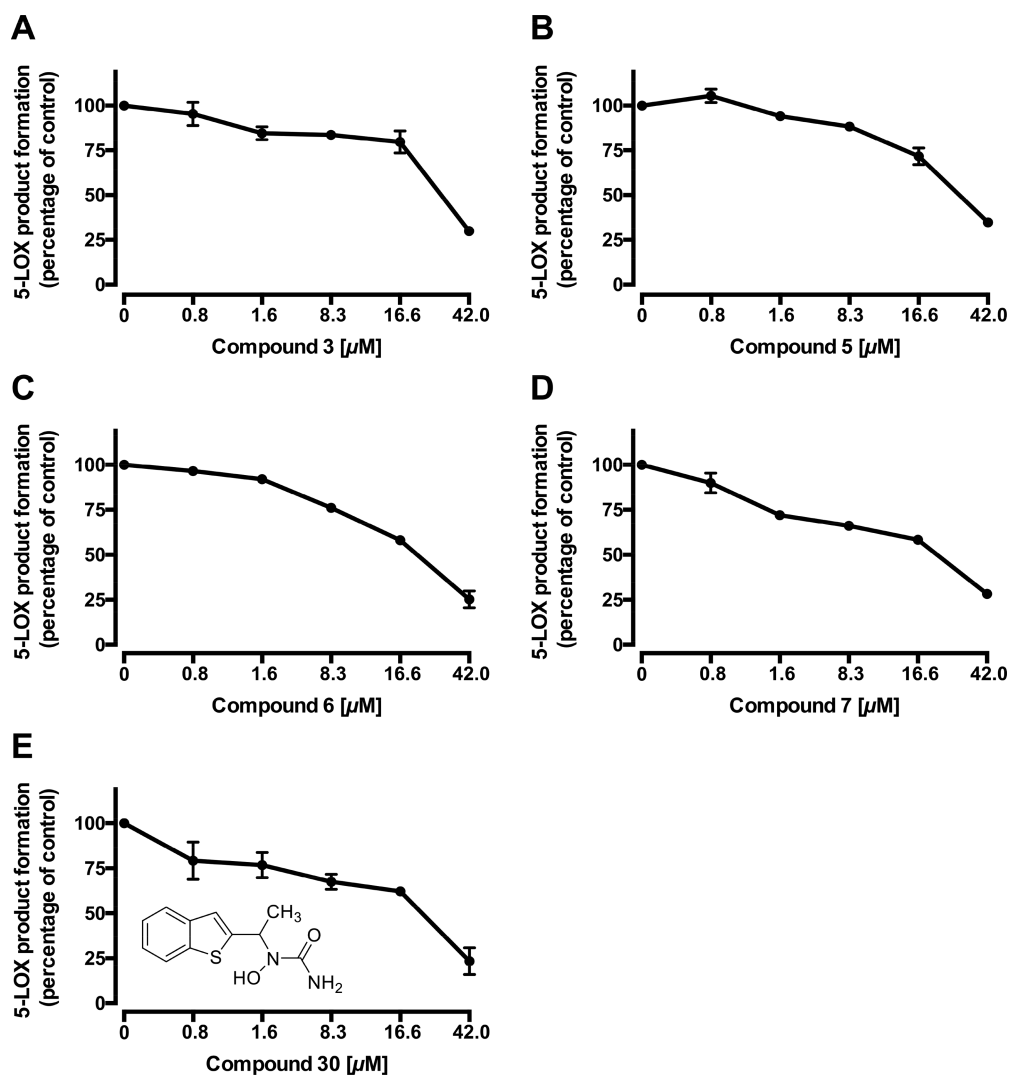 A
5-LOX product formation
(percentage of control)
100
75
50
25
0
0 0.8 1.6 8.3 16.6 42.0
Compound 3 [µM]
B
5-LOX product formation
(percentage of control)
100
75
50
25
0
0 0.8 1.6 8.3 16.6 42.0
Compound 5 [µM]
C
5-LOX product formation
(percentage of control)
100
75
50
25
0
0 0.8 1.6 8.3 16.6 42.0
Compound 6 [µM]
D
5-LOX product formation
(percentage of control)
100
75
50
25
0
0 0.8 1.6 8.3 16.6 42.0
Compound 7 [µM]
E
5-LOX product formation
(percentage of control)
100
75
50
25
0
CH3
O
S
N
HO
NH2
0 0.8 1.6 8.3 16.6 42.0
Compound 30 [µM]